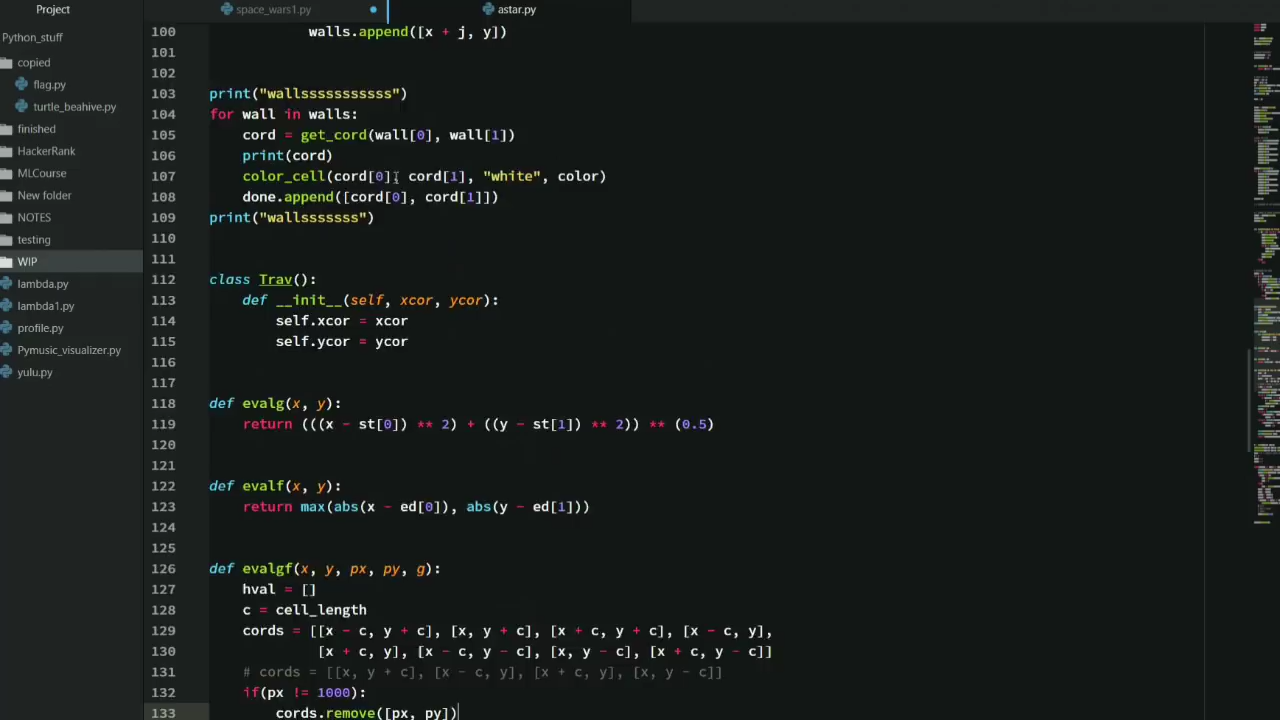 Project
space_wars1.py
astar.py
Python_stuff
copied
flag.py
turtle_beahive.py
finished
HackerRank
MLCourse
New folder
NOTES
testing
WIP
lambda.py
lambda1.py
profile.py
Pymusic_visualizer.py
yulu.py
100 walls.append([x + j, y])
101
102
103 print("wallsssssssssss")
104 for wall in walls:
105 cord = get_cord(wall[0], wall[1])
106 print(cord)
107 color_cell(cord[0], cord[1], "white", color)
108 done.append([cord[0], cord[1]])
109 print("wallsssssss")
110
111
112 class Trav():
113 def __init__(self, xcor, ycor):
114 self.xcor = xcor
115 self.ycor = ycor
116
117
118 def evalg(x, y):
119 return (((x - st[0]) ** 2) + ((y - st[1]) ** 2)) ** (0.5)
120
121
122 def evalf(x, y):
123 return max(abs(x - ed[0]), abs(y - ed[1]))
124
125
126 def evalgf(x, y, px, py, g):
127 hval = []
128 c = cell_length
129 cords = [[x - c, y + c], [x, y + c], [x + c, y + c], [x - c, y],
130 [x + c, y], [x - c, y - c], [x, y - c], [x + c, y - c]]
131 # cords = [[x, y + c], [x - c, y], [x + c, y], [x, y - c]]
132 if(px != 1000):
133 cords.remove([px, py])